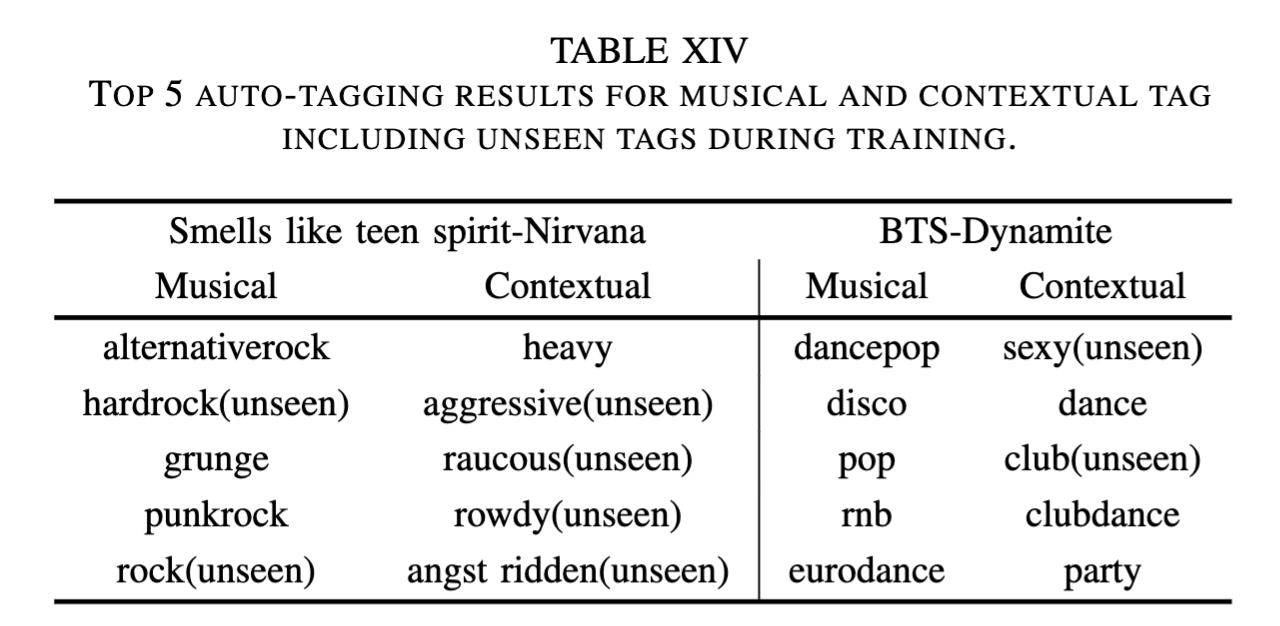 TABLE XIV
TOP 5 AUTO-TAGGING RESULTS FOR MUSICAL AND CONTEXTUAL TAG
INCLUDING UNSEEN TAGS DURING TRAINING.
Smells like teen spirit-Nirvana BTS-Dynamite
Musical Contextual Musical Contextual
alternativerock heavy dancepop sexy(unseen)
hardrock(unseen) aggressive(unseen) disco dance
grunge raucous(unseen) pop club(unseen)
punkrock rowdy(unseen) rnb clubdance
rock(unseen) angst ridden(unseen) eurodance party